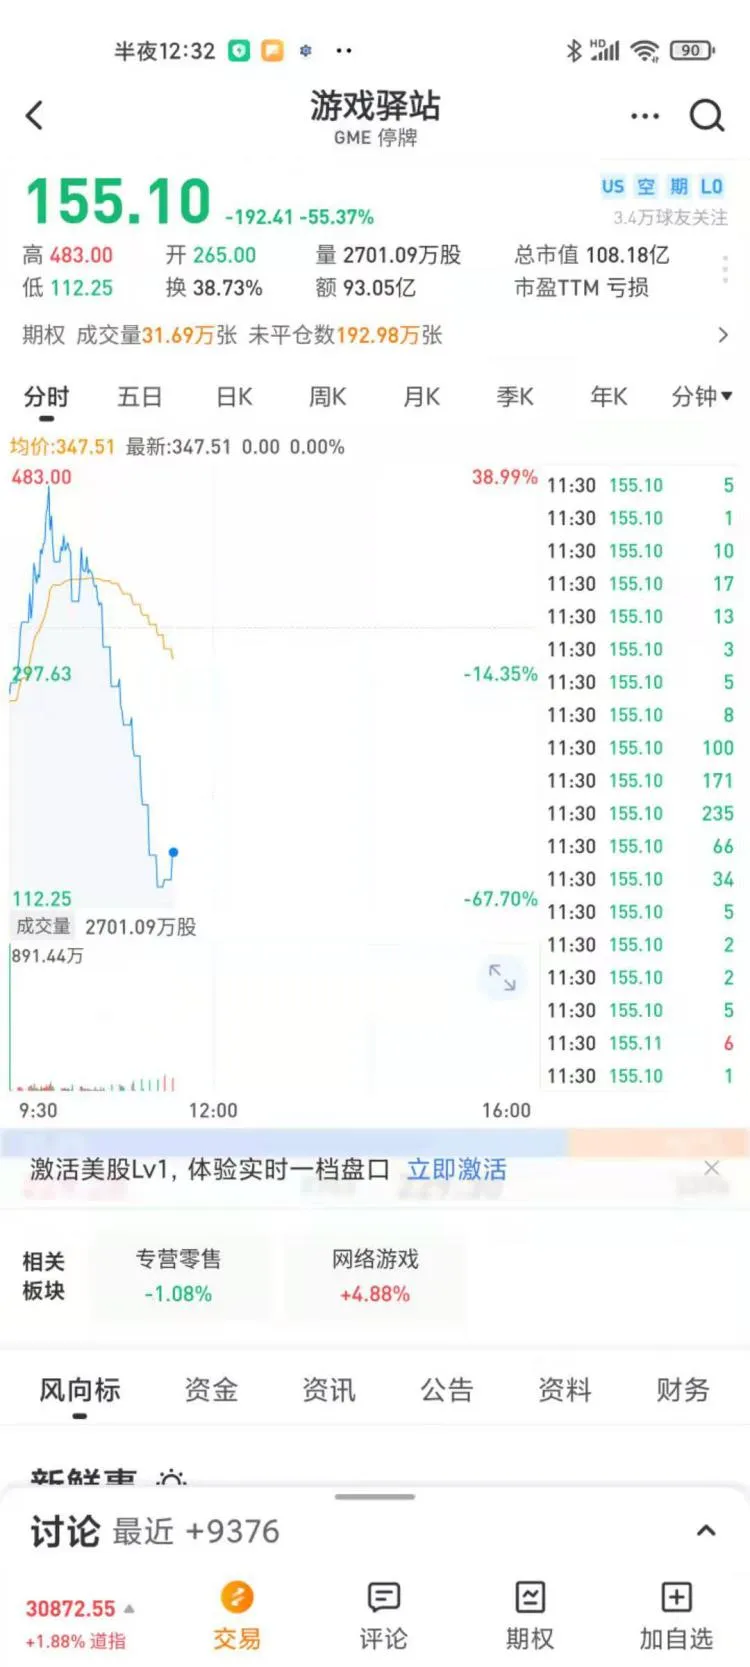 半夜12:32
HD
90
游戏驿站
GME 停牌
155.10 -192.41 -55.37%
US 空 期 L0
3.4万球友关注
高 483.00 开 265.00 量 2701.09万股 总市值 108.18亿
低 112.25 换 38.73% 额 93.05亿 市盈TTM 亏损
期权 成交量31.69万张 未平仓数192.98万张
分时 五日 日K 周K 月K 季K 年K 分钟
均价:347.51 最新:347.51 0.00 0.00%
483.00 38.99%
297.63 -14.35%
112.25 -67.70%
成交量 2701.09万股
891.44万
9:30 12:00 16:00
11:30 155.10 5
11:30 155.10 1
11:30 155.10 10
11:30 155.10 17
11:30 155.10 13
11:30 155.10 3
11:30 155.10 5
11:30 155.10 8
11:30 155.10 100
11:30 155.10 171
11:30 155.10 235
11:30 155.10 66
11:30 155.10 34
11:30 155.10 5
11:30 155.10 2
11:30 155.10 2
11:30 155.10 5
11:30 155.11 6
11:30 155.10 1
激活美股Lv1, 体验实时一档盘口 立即激活
相关板块
专营零售
-1.08%
网络游戏
+4.88%
风向标 资金 资讯 公告 资料 财务
新鲜事
讨论 最近 +9376
30872.55
+1.88% 道指
交易
评论
期权
加自选